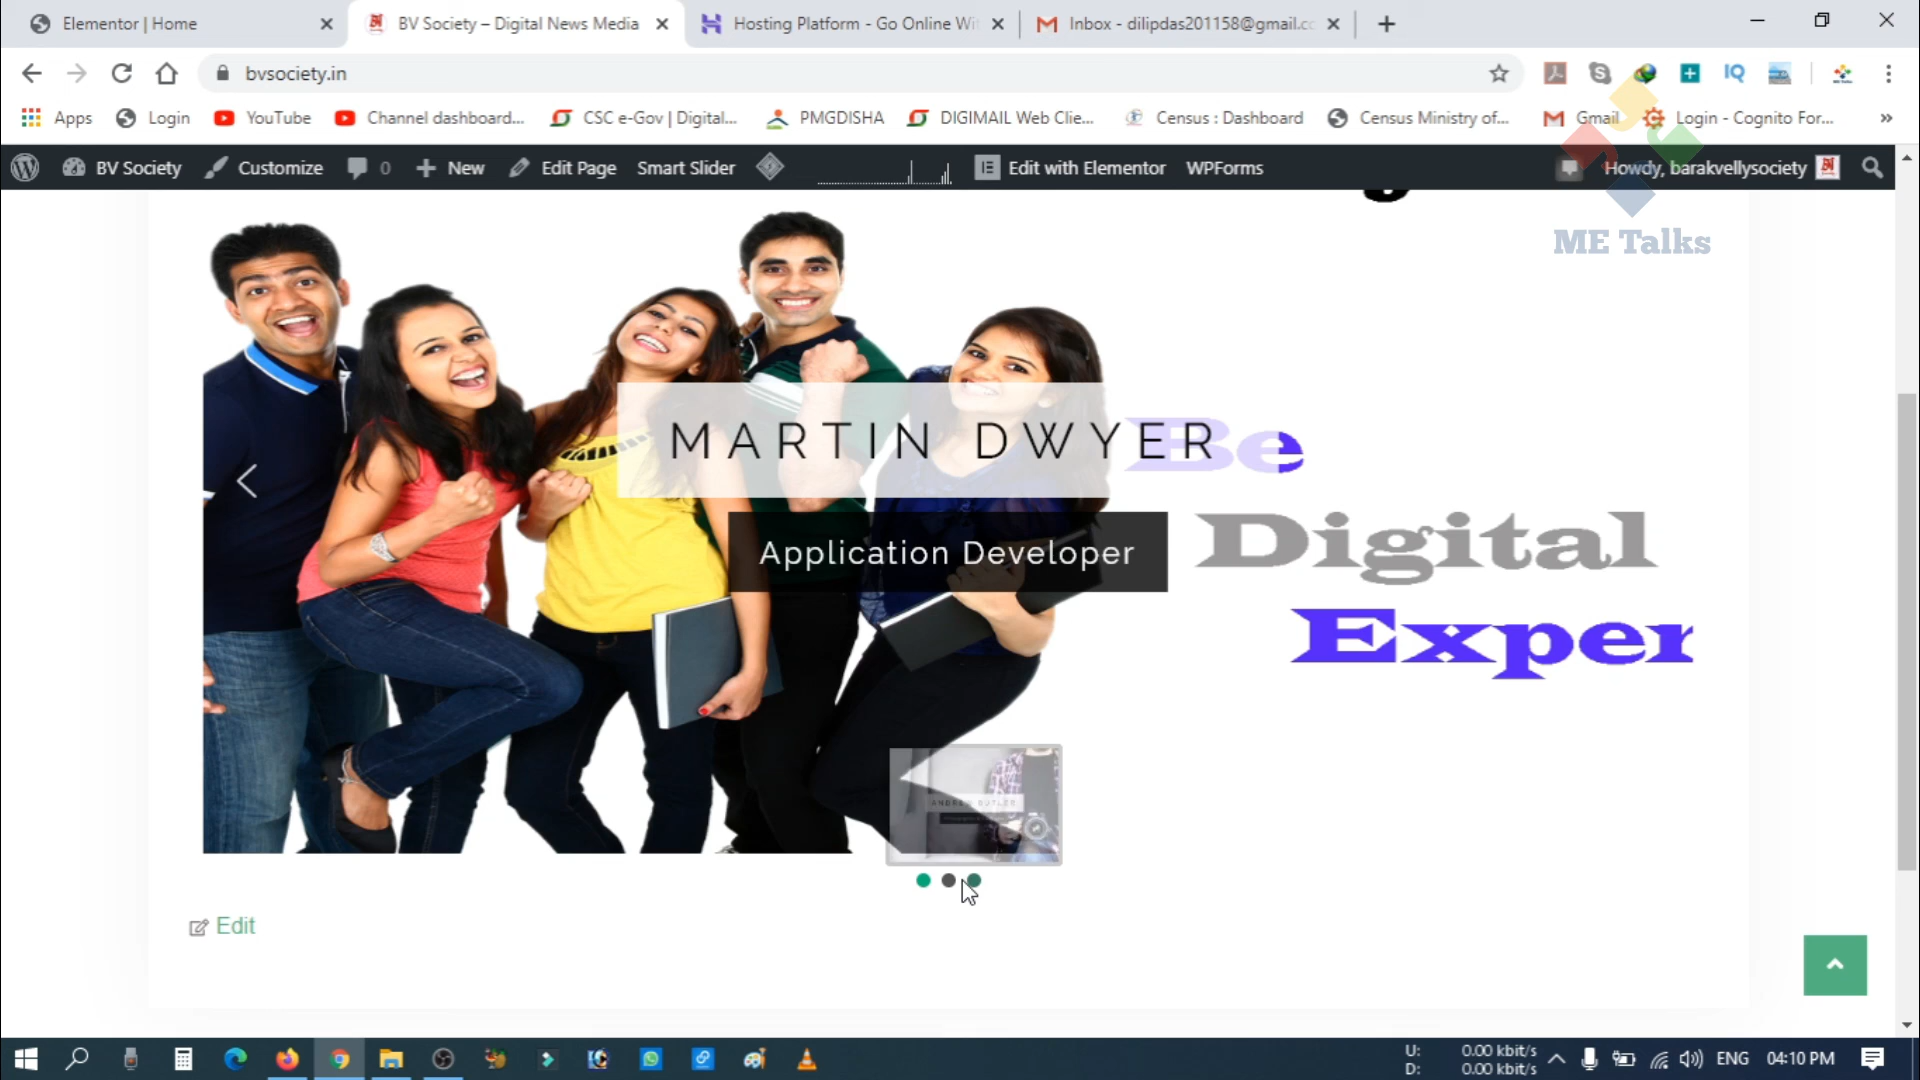 Elementor | Home
BV Society – Digital News Media
Hosting Platform - Go Online Wi
Inbox - dilipdas201158@gmail.c
bvsociety.in
Apps
Login
YouTube
Channel dashboard...
CSC e-Gov | Digital...
PMGDISHA
DIGIMAIL Web Clie...
Census : Dashboard
Census Ministry of...
Gmail
Login - Cognito For...
BV Society
Customize
0
New
Edit Page
Smart Slider
Edit with Elementor
WPForms
Howdy, barakvellysociety
ME Talks
MARTIN DWYER
Application Developer
Be
Digital
Exper
ANDREW BUTLER
Edit
U: 0.00 kbit/s
D: 0.00 kbit/s
ENG
04:10 PM